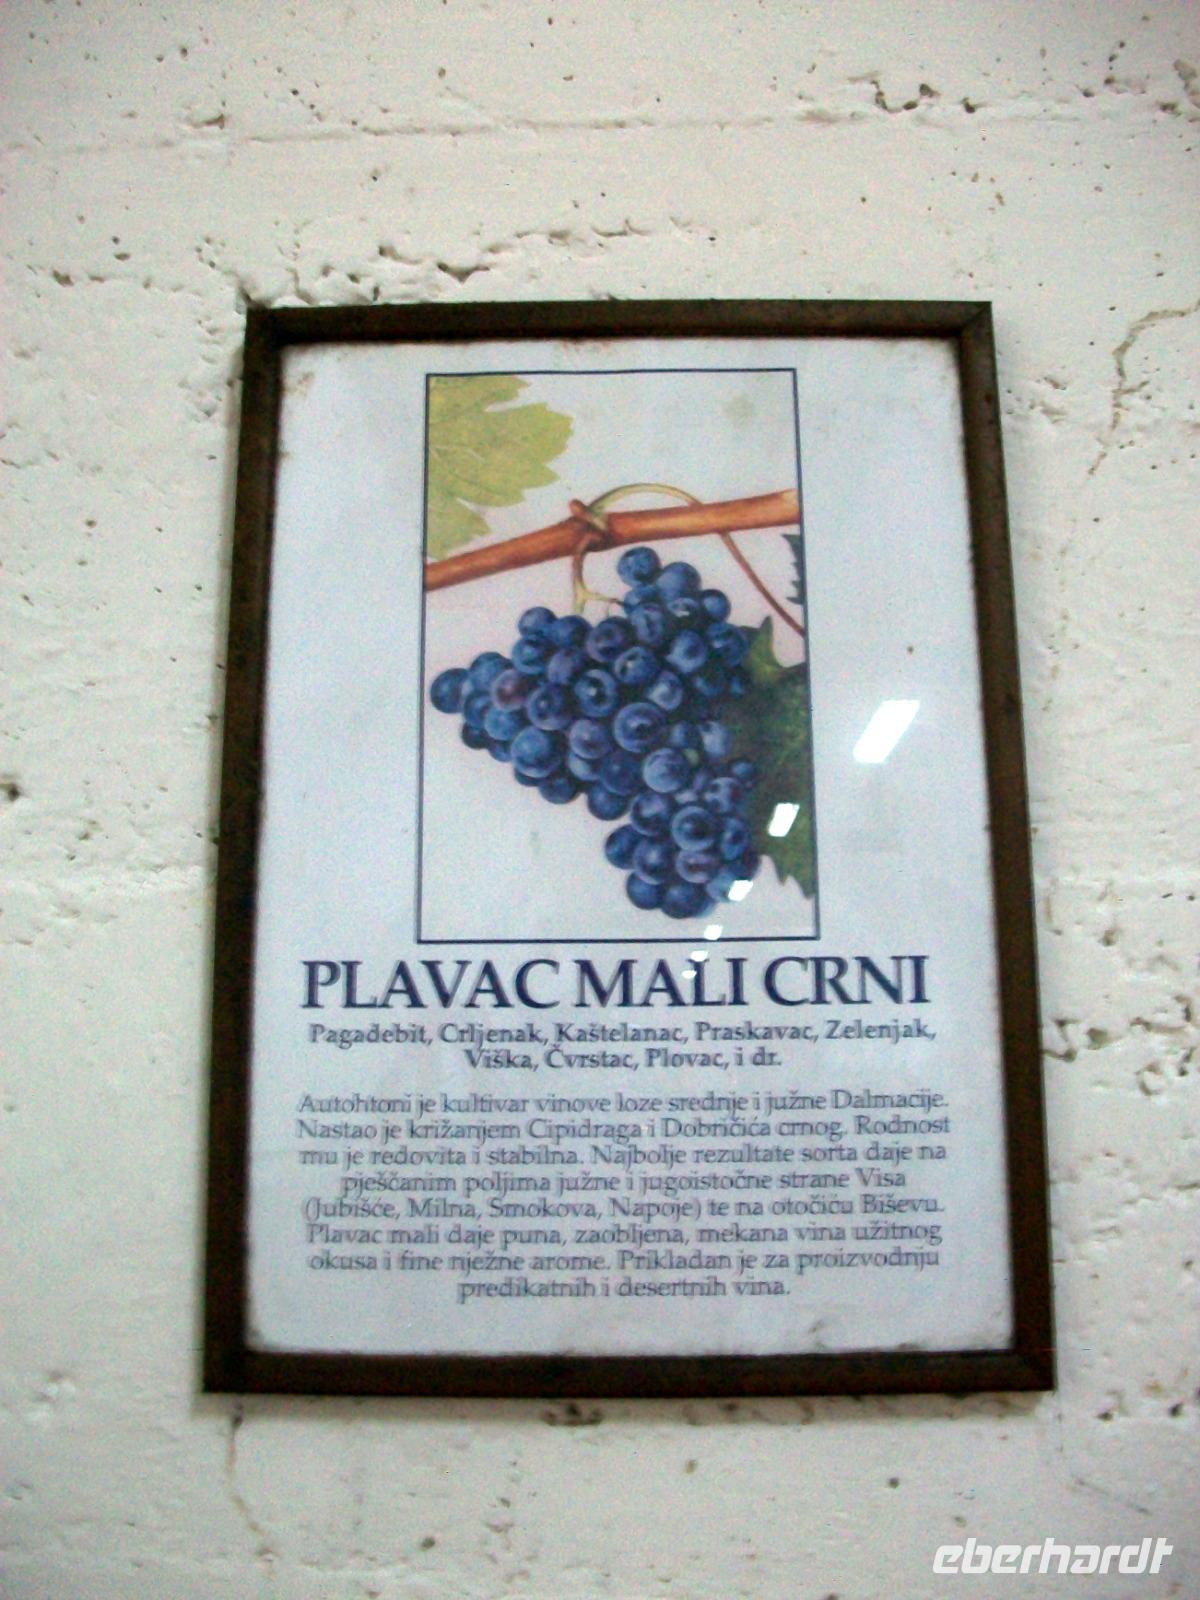 PLAVAC MALI CRNI
Pagadebit, Crljenak, Kaštelanac, Praskavac, Zelenjak,
Viška, Čvrstac, Plovac, i dr.
Autohtoni je kultivar vinove loze srednje i južne Dalmacije.
Nastao je križanjem Cipidraga i Dobričića crnog. Rodnost
mu je redovita i stabilna. Najbolje rezultate sorta daje na
pješčanim poljima južne i jugoistočne strane Visa
(Jubišće, Milna, Smokova, Napoje) te na otočiću Biševu.
Plavac mali daje puna, zaobljena, mekana vina užitnog
okusa i fine nježne arome. Prikladan je za proizvodnju
predikatnih i desertnih vina.
eberhardt